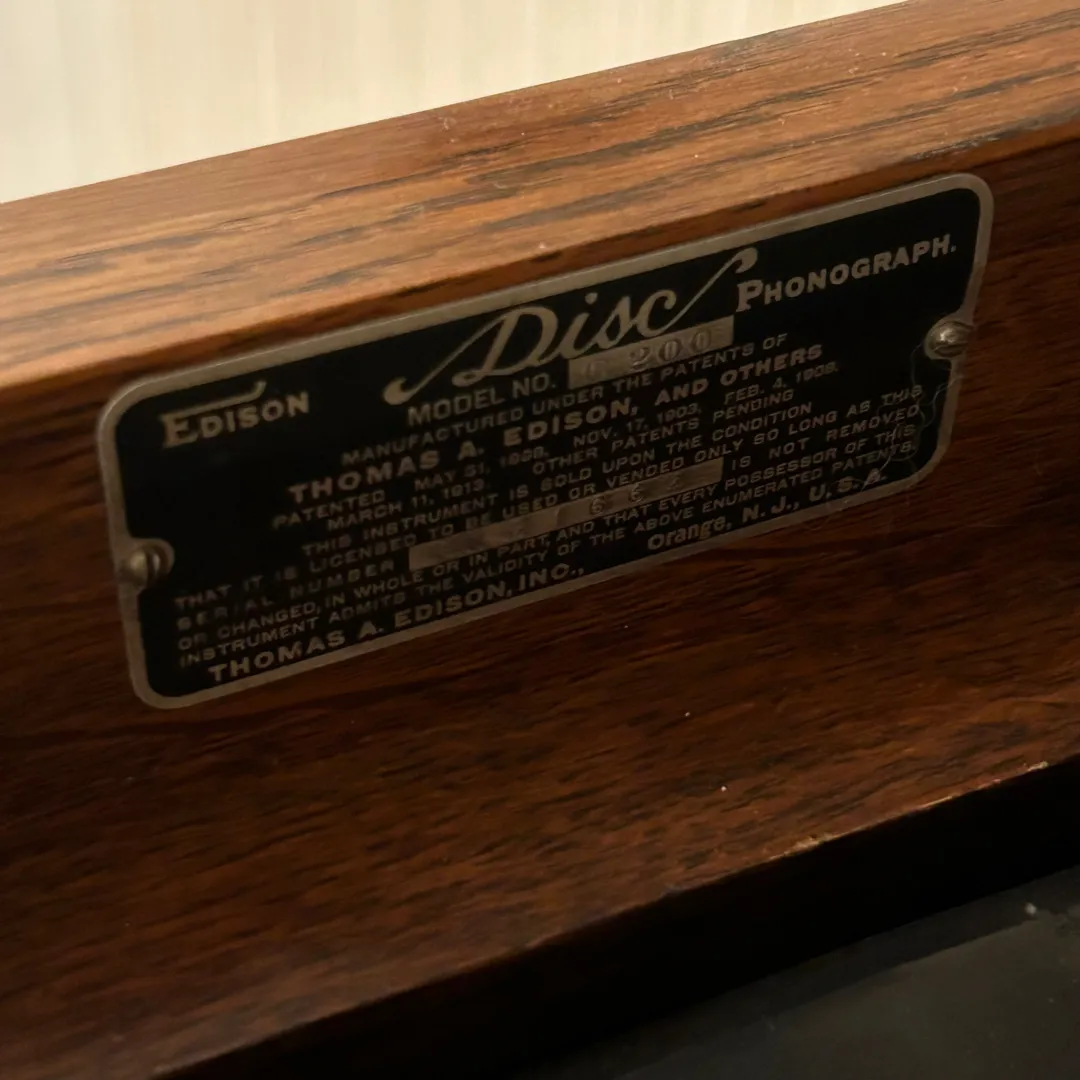 EDISON Disc PHONOGRAPH.
MODEL NO. 200
MANUFACTURED UNDER THE PATENTS OF
THOMAS A. EDISON, AND OTHERS
PATENTED MAY 31, 1898, NOV. 17, 1903, FEB. 4, 1908,
MARCH 11, 1913. OTHER PATENTS PENDING
THIS INSTRUMENT IS SOLD UPON THE CONDITION
THAT IT IS LICENSED TO BE USED OR VENDED ONLY SO LONG AS THIS
SERIAL NUMBER IS NOT REMOVED
OR CHANGED, IN WHOLE OR IN PART, AND THAT EVERY POSSESSOR OF THIS
INSTRUMENT ADMITS THE VALIDITY OF THE ABOVE ENUMERATED PATENTS.
THOMAS A. EDISON, INC., Orange, N. J., U. S. A.